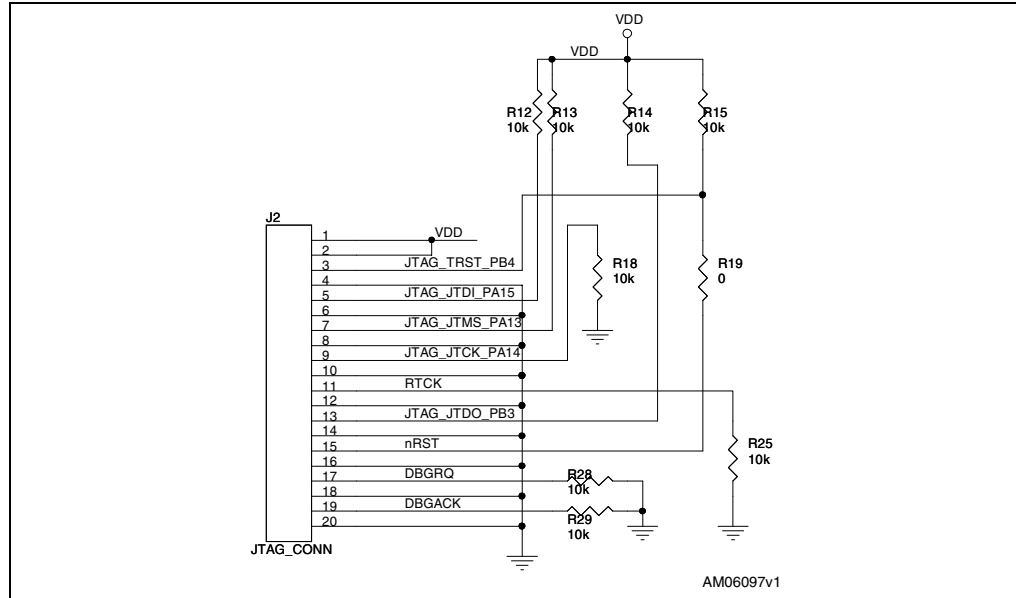 VDD
VDD
R12 R13 R14 R15
10k 10k 10k 10k
J2
1 VDD
2
3 JTAG_TRST_PB4
4
5 JTAG_JTDI_PA15
6
7 JTAG_JTMS_PA13
8
9 JTAG_JTCK_PA14
10
11 RTCK
12
13 JTAG_JTDO_PB3
14
15 nRST
16
17 DBGRQ
18
19 DBGACK
20
JTAG_CONN
R18
10k
R19
0
R25
10k
R28
10k
R29
10k
AM06097v1